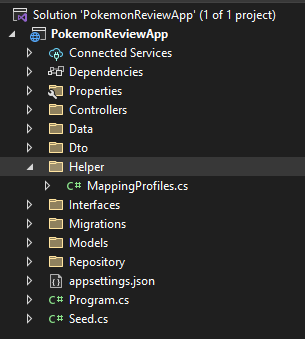 Solution 'PokemonReviewApp' (1 of 1 project)
PokemonReviewApp
Connected Services
Dependencies
Properties
Controllers
Data
Dto
Helper
C# MappingProfiles.cs
Interfaces
Migrations
Models
Repository
appsettings.json
C# Program.cs
C# Seed.cs